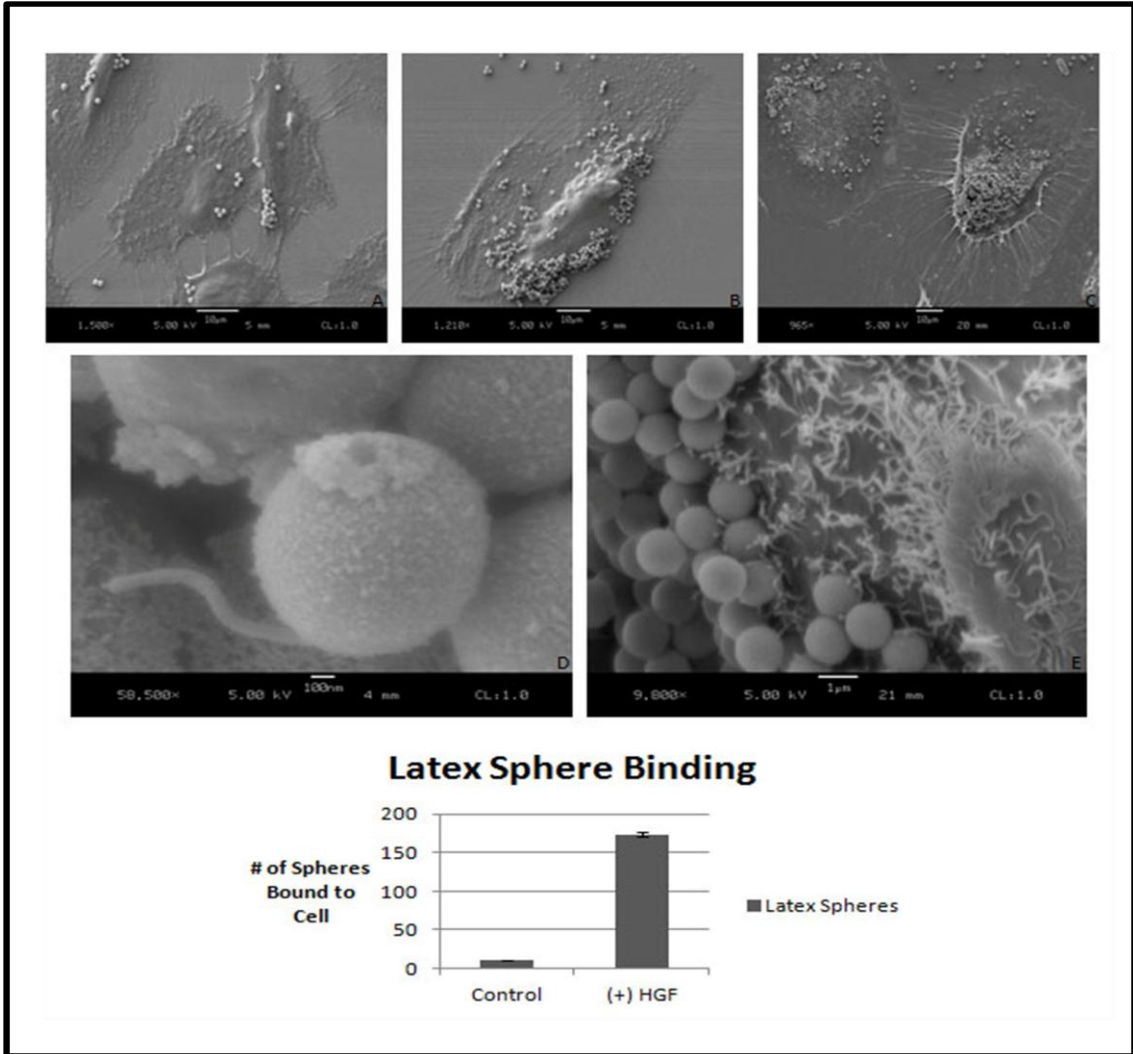 A
1,500× 5.00 kV 10µm 5 mm CL:1.0
B
1,210× 5.00 kV 10µm 5 mm CL:1.0
C
965× 5.00 kV 10µm 20 mm CL:1.0
D
58,500× 5.00 kV 100nm 4 mm CL:1.0
E
9,800× 5.00 kV 1µm 21 mm CL:1.0
Latex Sphere Binding
# of Spheres
Bound to
Cell
200
150
100
50
0
Control (+) HGF
Latex Spheres